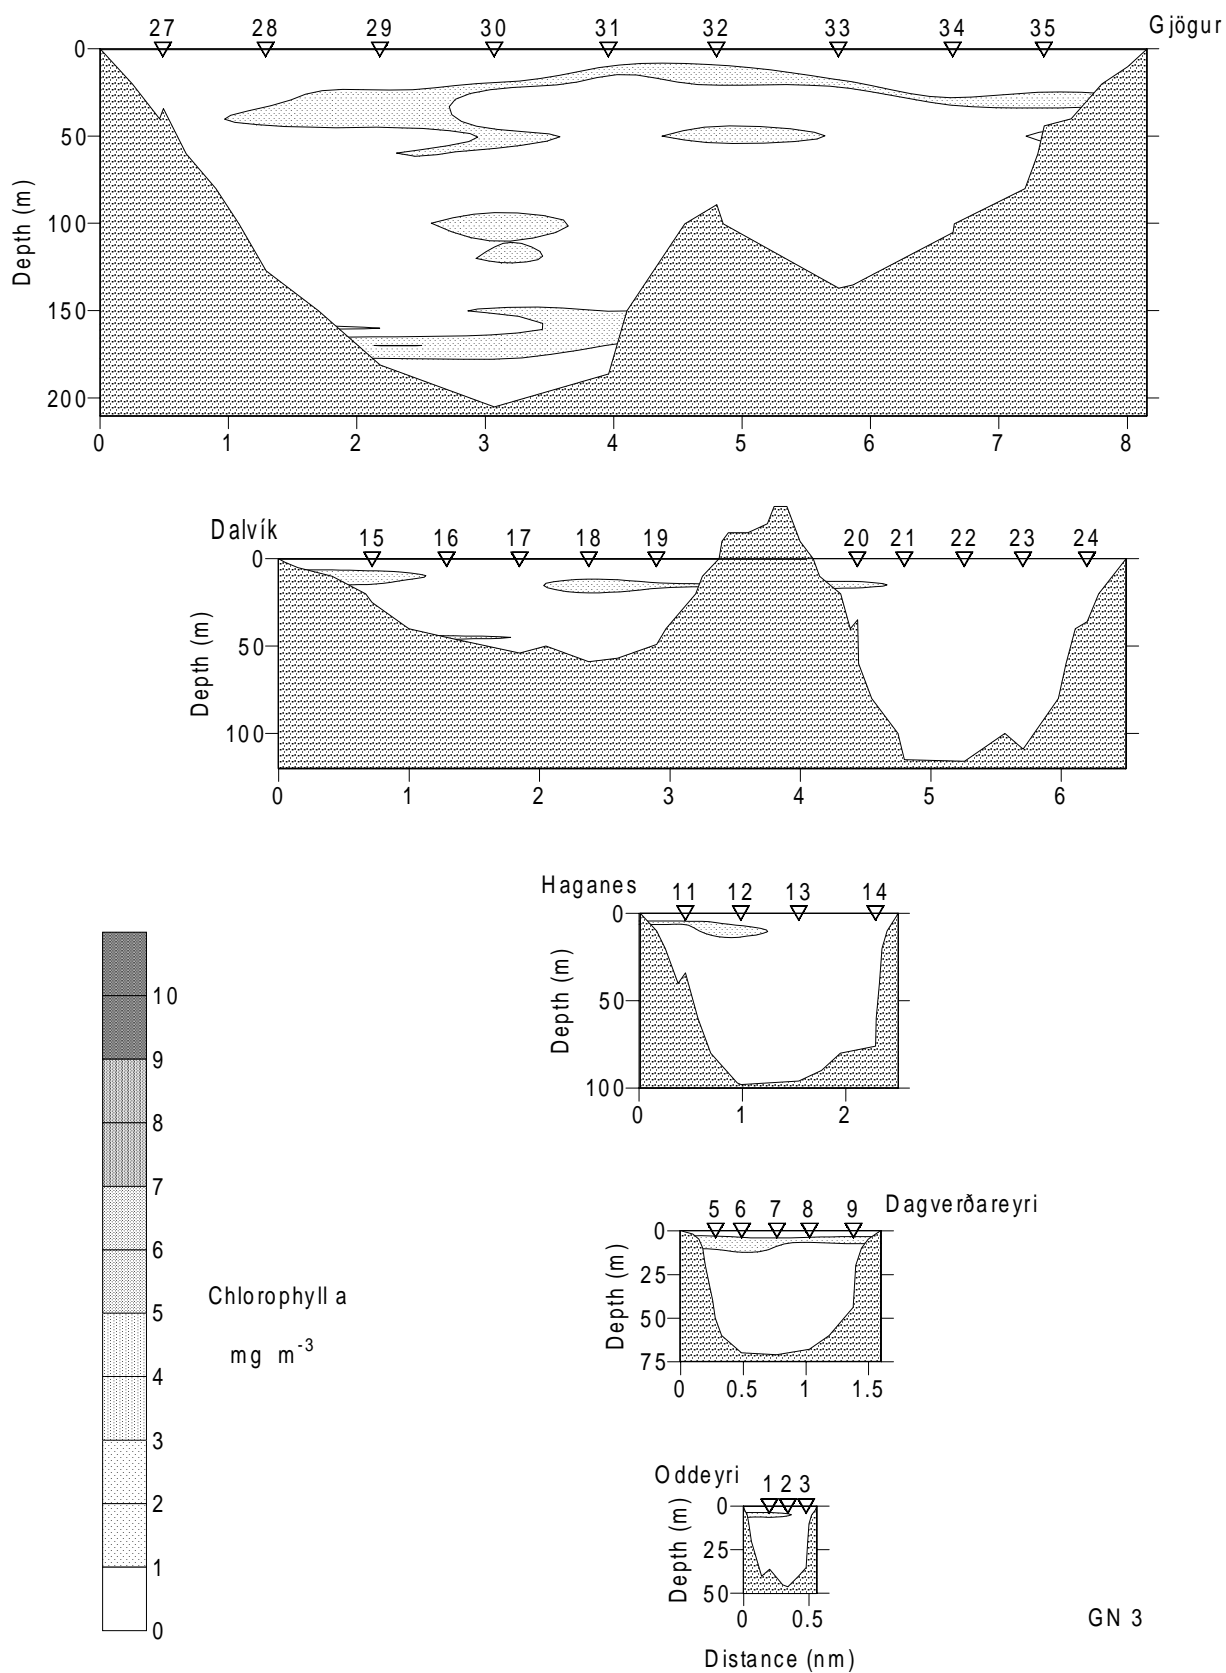 27 28 29 30 31 32 33 34 35 Gjögur
0
50
100
150
200
Depth (m)
0 1 2 3 4 5 6 7 8
Dalvík 15 16 17 18 19 20 21 22 23 24
0
50
100
Depth (m)
0 1 2 3 4 5 6
Haganes 11 12 13 14
0
50
100
Depth (m)
0 1 2
5 6 7 8 9 Dagverðareyri
0
25
50
75
Depth (m)
0 0.5 1 1.5
Oddeyri 1 2 3
0
25
50
Depth (m)
0 0.5
Distance (nm)
10
9
8
7
6
5
4
3
2
1
0
Chlorophyll a
mg m-3
GN 3